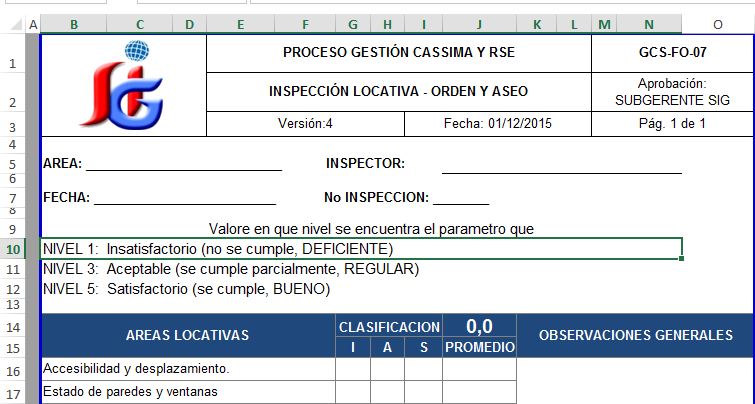 A B C D E F G H I J K L M N O
1 PROCESO GESTIÓN CASSIMA Y RSE GCS-FO-07
2 INSPECCIÓN LOCATIVA - ORDEN Y ASEO Aprobación:
SUBGERENTE SIG
3 Versión:4 Fecha: 01/12/2015 Pág. 1 de 1
4
5 AREA: INSPECTOR:
6
7 FECHA: No INSPECCION:
8
9 Valore en que nivel se encuentra el parametro que
10 NIVEL 1: Insatisfactorio (no se cumple, DEFICIENTE)
11 NIVEL 3: Aceptable (se cumple parcialmente, REGULAR)
12 NIVEL 5: Satisfactorio (se cumple, BUENO)
13
14 AREAS LOCATIVAS CLASIFICACION 0,0 OBSERVACIONES GENERALES
15 I A S PROMEDIO
16 Accesibilidad y desplazamiento.
17 Estado de paredes y ventanas